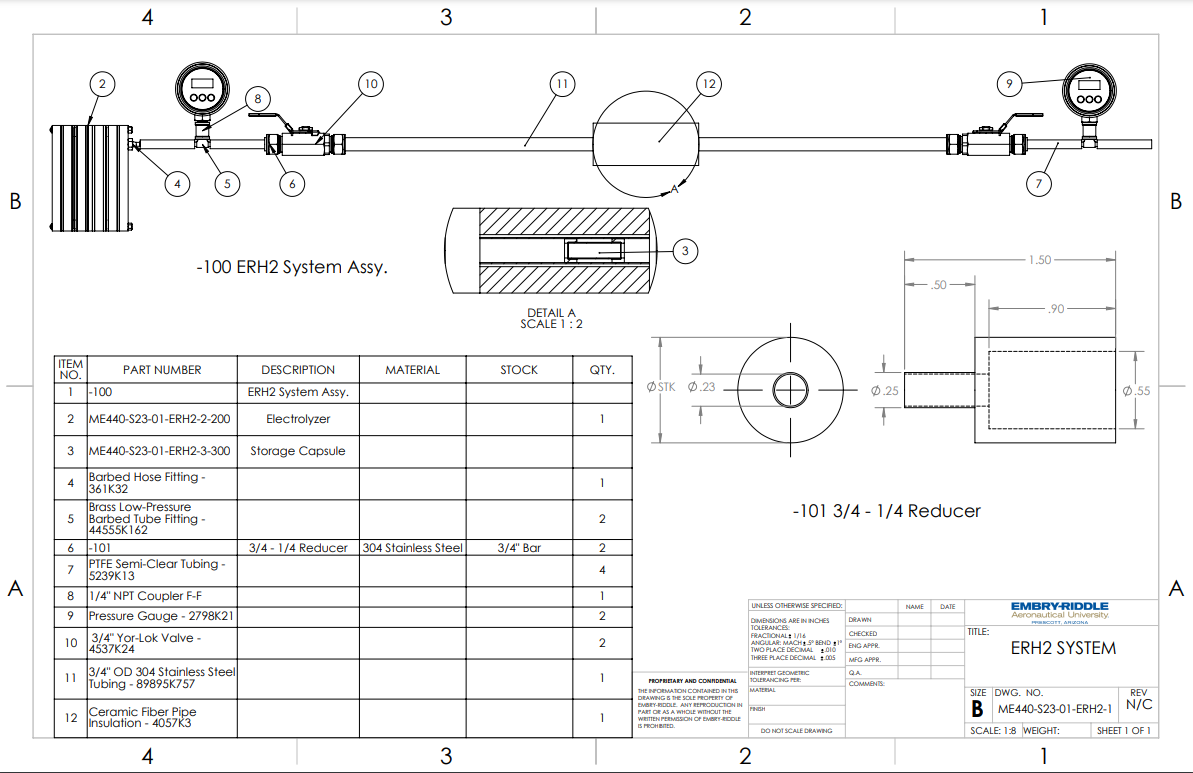 4 3 2 1
B B
A A
2
8
10
11
12
9
4
5
6
7
A
3
-100 ERH2 System Assy.
DETAIL A
SCALE 1 : 2
1.50
.50
.90
⌀ STK
⌀ .23
⌀ .25
⌀ .55
-101 3/4 - 1/4 Reducer
ITEM NO. PART NUMBER DESCRIPTION MATERIAL STOCK QTY.
1 -100 ERH2 System Assy.
2 ME440-S23-01-ERH2-2-200 Electrolyzer 1
3 ME440-S23-01-ERH2-3-300 Storage Capsule
4 Barbed Hose Fitting - 361K32 1
5 Brass Low-Pressure Barbed Tube Fitting - 44555K162 2
6 -101 3/4 - 1/4 Reducer 304 Stainless Steel 3/4" Bar 2
7 PTFE Semi-Clear Tubing - 5239K13 4
8 1/4" NPT Coupler F-F 1
9 Pressure Gauge - 2798K21 2
10 3/4" Yor-Lok Valve - 4537K24 2
11 3/4" OD 304 Stainless Steel Tubing - 89895K757 1
12 Ceramic Fiber Pipe Insulation - 4057K3 1
PROPRIETARY AND CONFIDENTIAL
THE INFORMATION CONTAINED IN THIS
DRAWING IS THE SOLE PROPERTY OF
EMBRY-RIDDLE. ANY REPRODUCTION IN
PART OR AS A WHOLE WITHOUT THE
WRITTEN PERMISSION OF EMBRY-RIDDLE
IS PROHIBITED.
UNLESS OTHERWISE SPECIFIED:
DIMENSIONS ARE IN INCHES
TOLERANCES:
FRACTIONAL± 1/16
ANGULAR: MACH±.5° BEND ±1°
TWO PLACE DECIMAL ±.010
THREE PLACE DECIMAL ±.005
INTERPRET GEOMETRIC
TOLERANCING PER:
MATERIAL
FINISH
DO NOT SCALE DRAWING
NAME DATE
DRAWN
CHECKED
ENG APPR.
MFG APPR.
Q.A.
COMMENTS:
EMBRY-RIDDLE
Aeronautical University.
PRESCOTT, ARIZONA
TITLE:
ERH2 SYSTEM
SIZE DWG. NO. REV
B ME440-S23-01-ERH2-1 N/C
SCALE: 1:8 WEIGHT: SHEET 1 OF 1
4 3 2 1